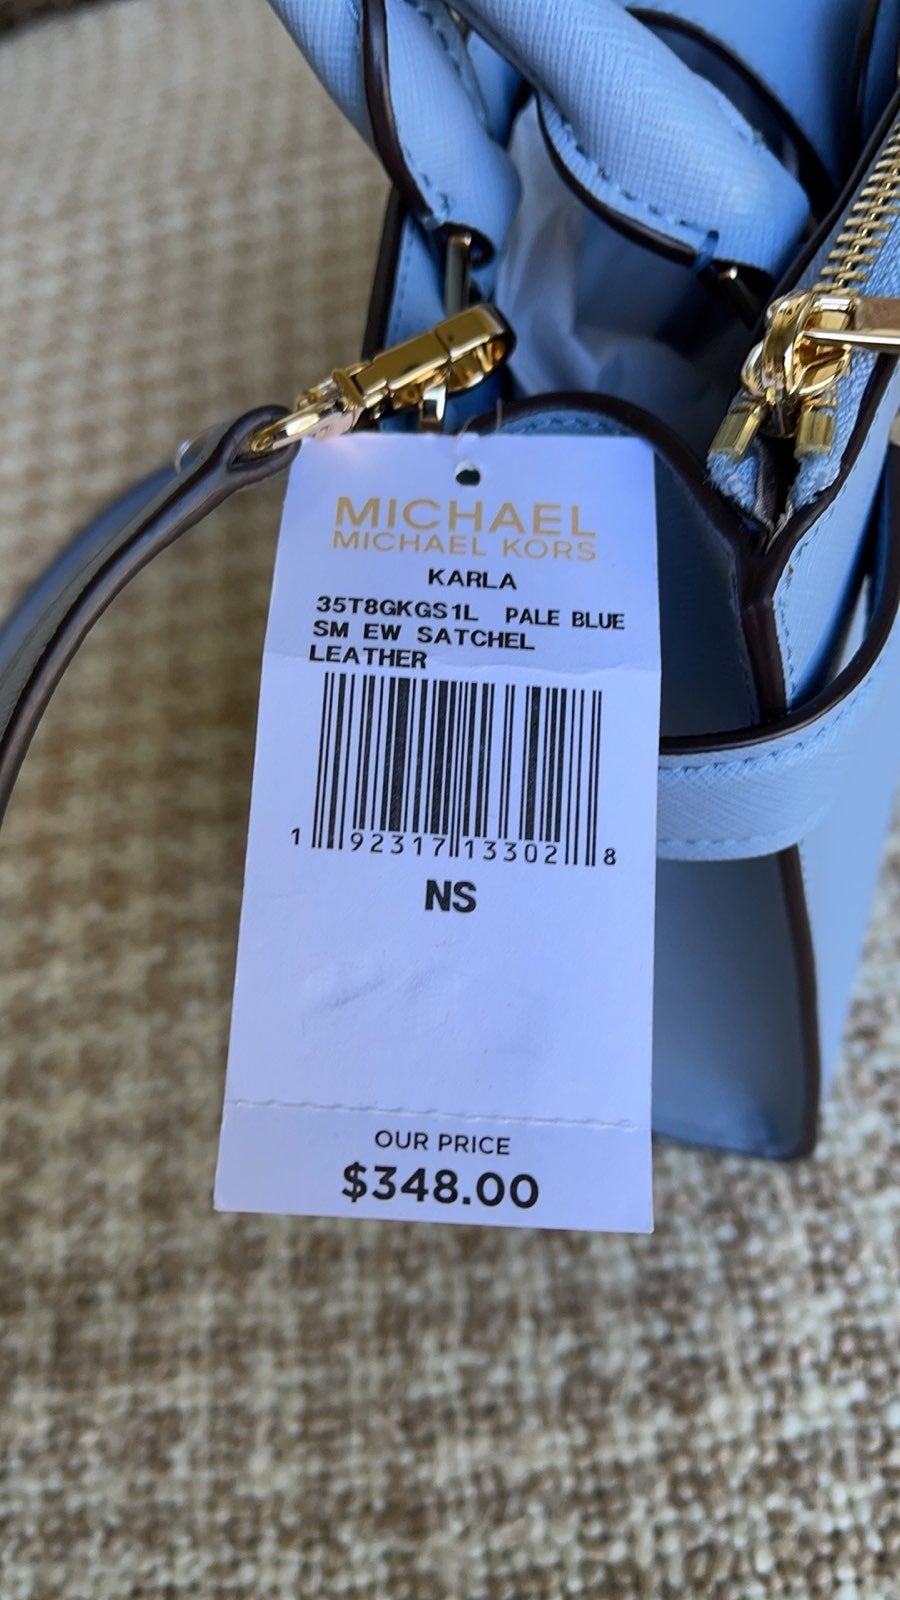 MICHAEL
MICHAEL KORS
KARLA
35T8GKGS1L PALE BLUE
SM EW SATCHEL
LEATHER
1 92317 13302 8
NS
OUR PRICE
$348.00